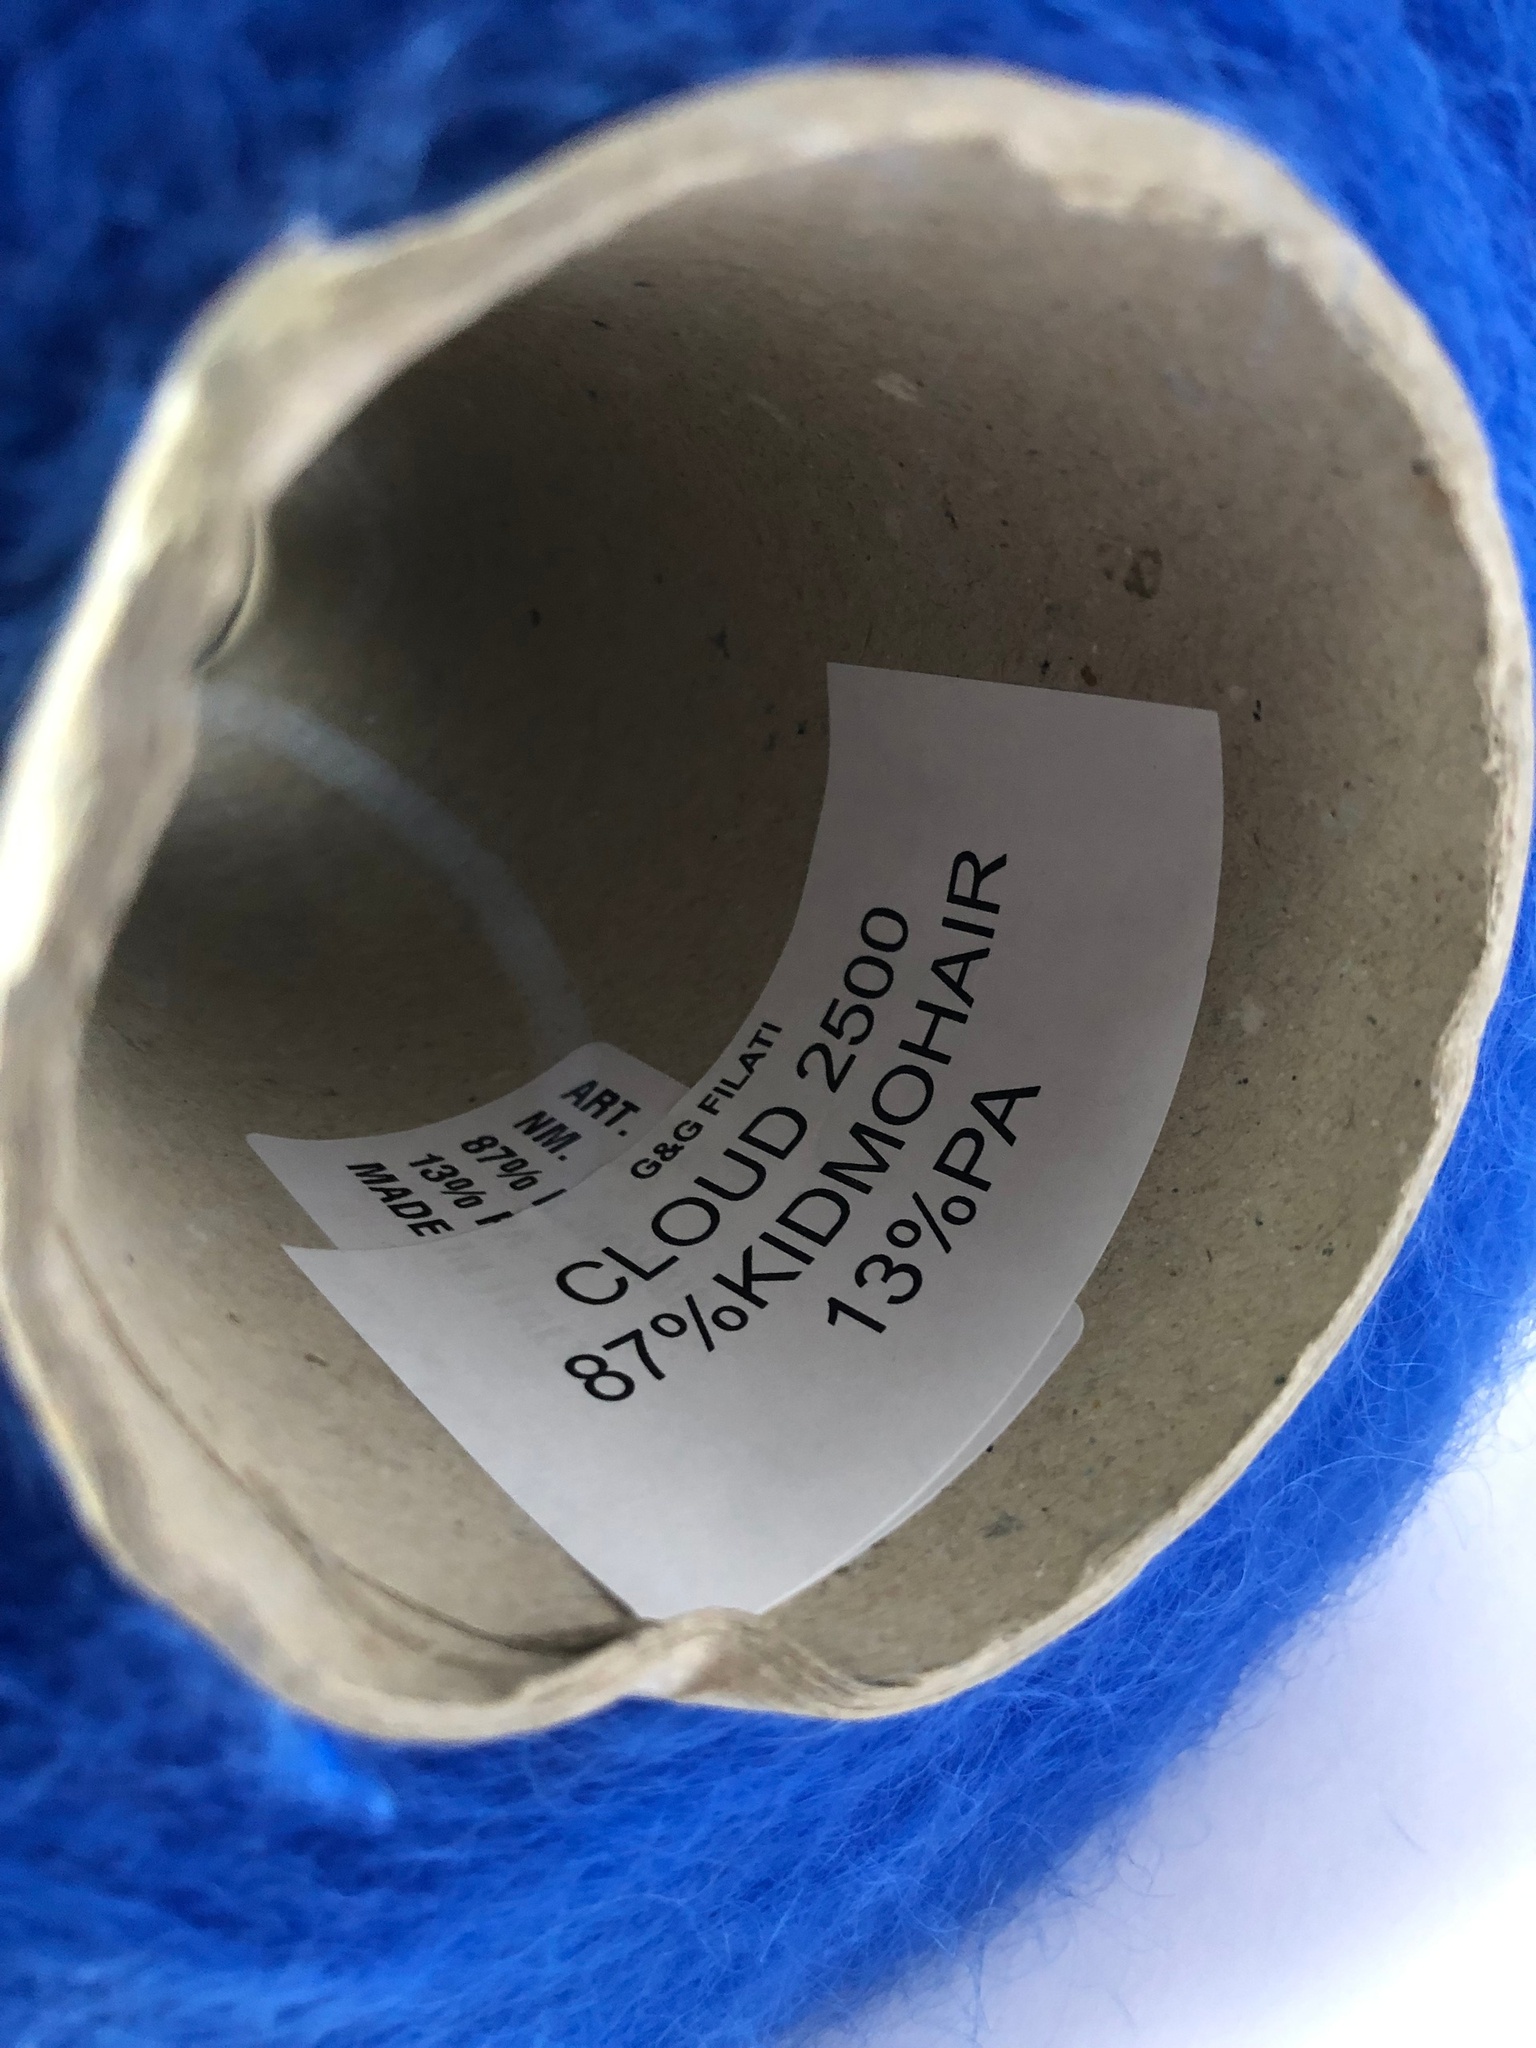 G&G FILATI
CLOUD 2500
87%KIDMOHAIR
13%PA
ART.
NM.
87%
13%
MADE